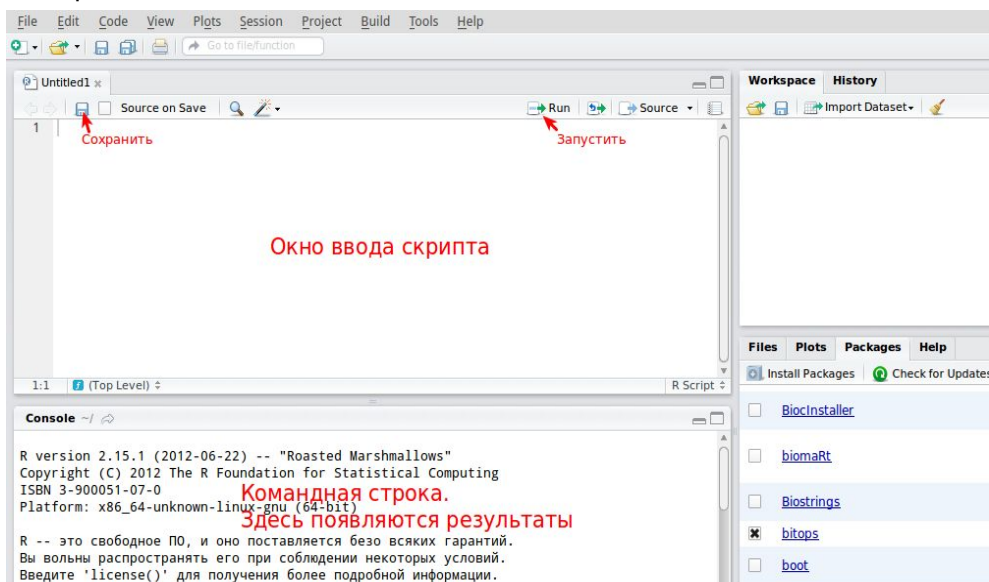 File Edit Code View Plots Session Project Build Tools Help
Go to file/function
Untitled1 x
Source on Save
Run
Source
1
Сохранить
Запустить
Окно ввода скрипта
1:1 (Top Level)
R Script
Console ~/
R version 2.15.1 (2012-06-22) -- "Roasted Marshmallows"
Copyright (C) 2012 The R Foundation for Statistical Computing
ISBN 3-900051-07-0
Platform: x86_64-unknown-linux-gnu (64-bit)
Командная строка.
Здесь появляются результаты
R -- это свободное ПО, и оно поставляется безо всяких гарантий.
Вы вольны распространять его при соблюдении некоторых условий.
Введите 'license()' для получения более подробной информации.
Workspace History
Import Dataset
Files Plots Packages Help
Install Packages Check for Updates
BiocInstaller
biomaRt
Biostrings
bitops
boot